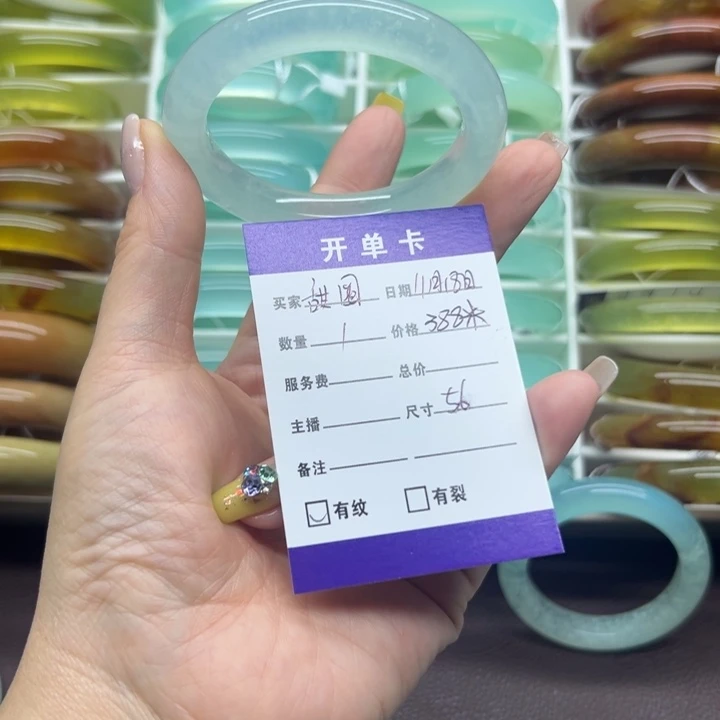 开单卡
买家 甜圆 日期 11月18日
数量 1 价格 338米
服务费 总价
主播 尺寸 56
备注
有纹 有裂